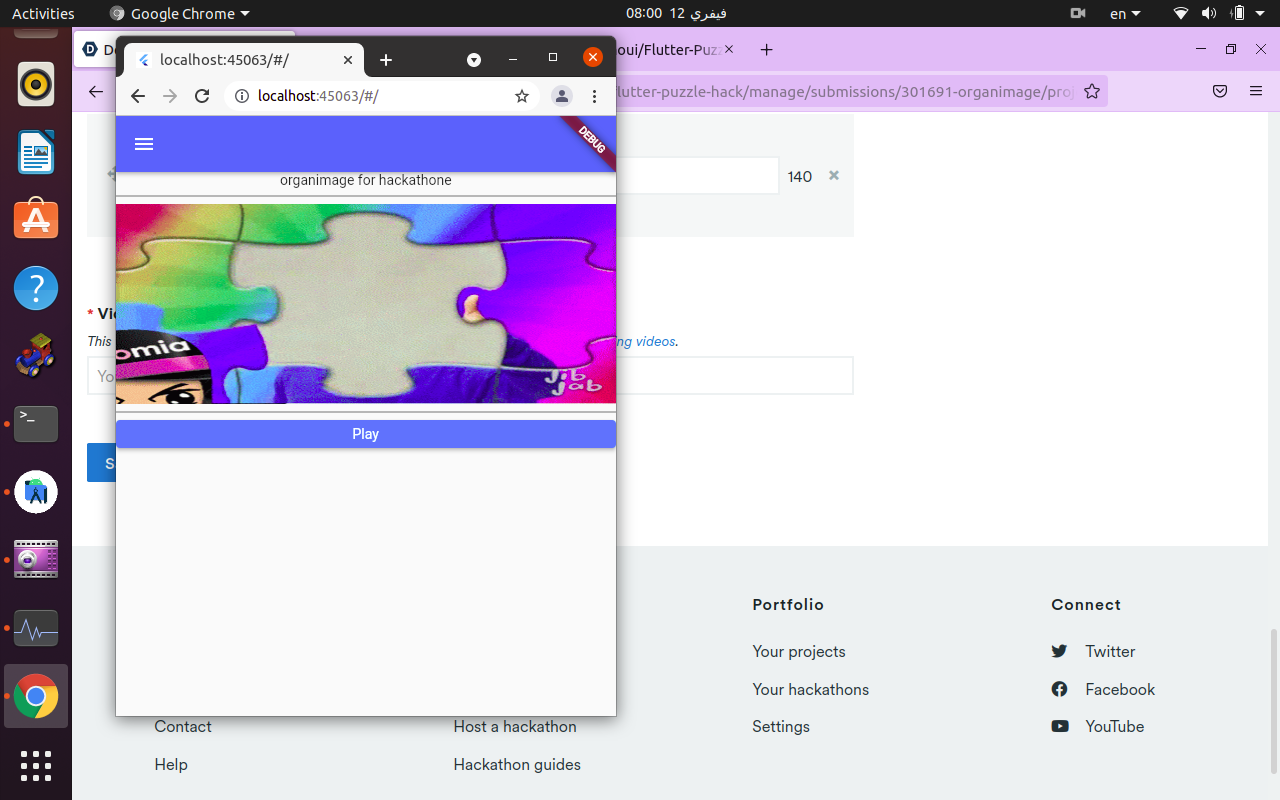 Activities
Google Chrome
08:00 12 فيفري
en
localhost:45063/#/
oui/Flutter-Puz
localhost:45063/#/
lutter-puzzle-hack/manage/submissions/301691-organimage/proj
DEBUG
organimage for hackathone
140
omia
Jib
Jab
* Vi
This
ng videos.
Yo
Play
S
Portfolio
Connect
Your projects
Twitter
Your hackathons
Facebook
Contact
Host a hackathon
Settings
YouTube
Help
Hackathon guides